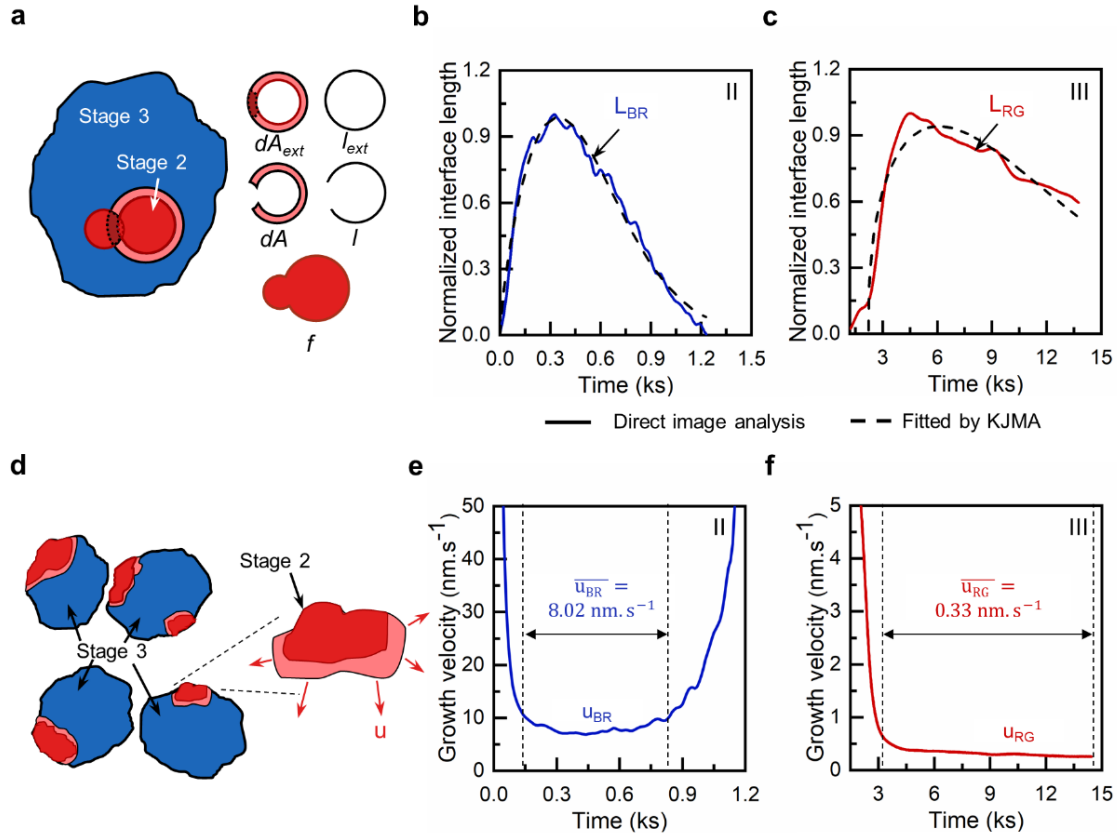 a
Stage 3
Stage 2
dA_ext
l_ext
dA
l
f
b
Normalized interface length
1.2
0.9
0.6
0.3
0.0
II
L_BR
0.0 0.3 0.6 0.9 1.2 1.5
Time (ks)
c
Normalized interface length
1.2
0.9
0.6
0.3
0.0
III
L_RG
3 6 9 12 15
Time (ks)
Direct image analysis
Fitted by KJMA
d
Stage 2
Stage 3
u
e
Growth velocity (nm.s⁻¹)
50
40
30
20
10
0
II
u_BR =
8.02 nm. s⁻¹
u_BR
0.0 0.3 0.6 0.9 1.2
Time (ks)
f
Growth velocity (nm.s⁻¹)
5
4
3
2
1
0
III
u_RG =
0.33 nm. s⁻¹
u_RG
3 6 9 12 15
Time (ks)